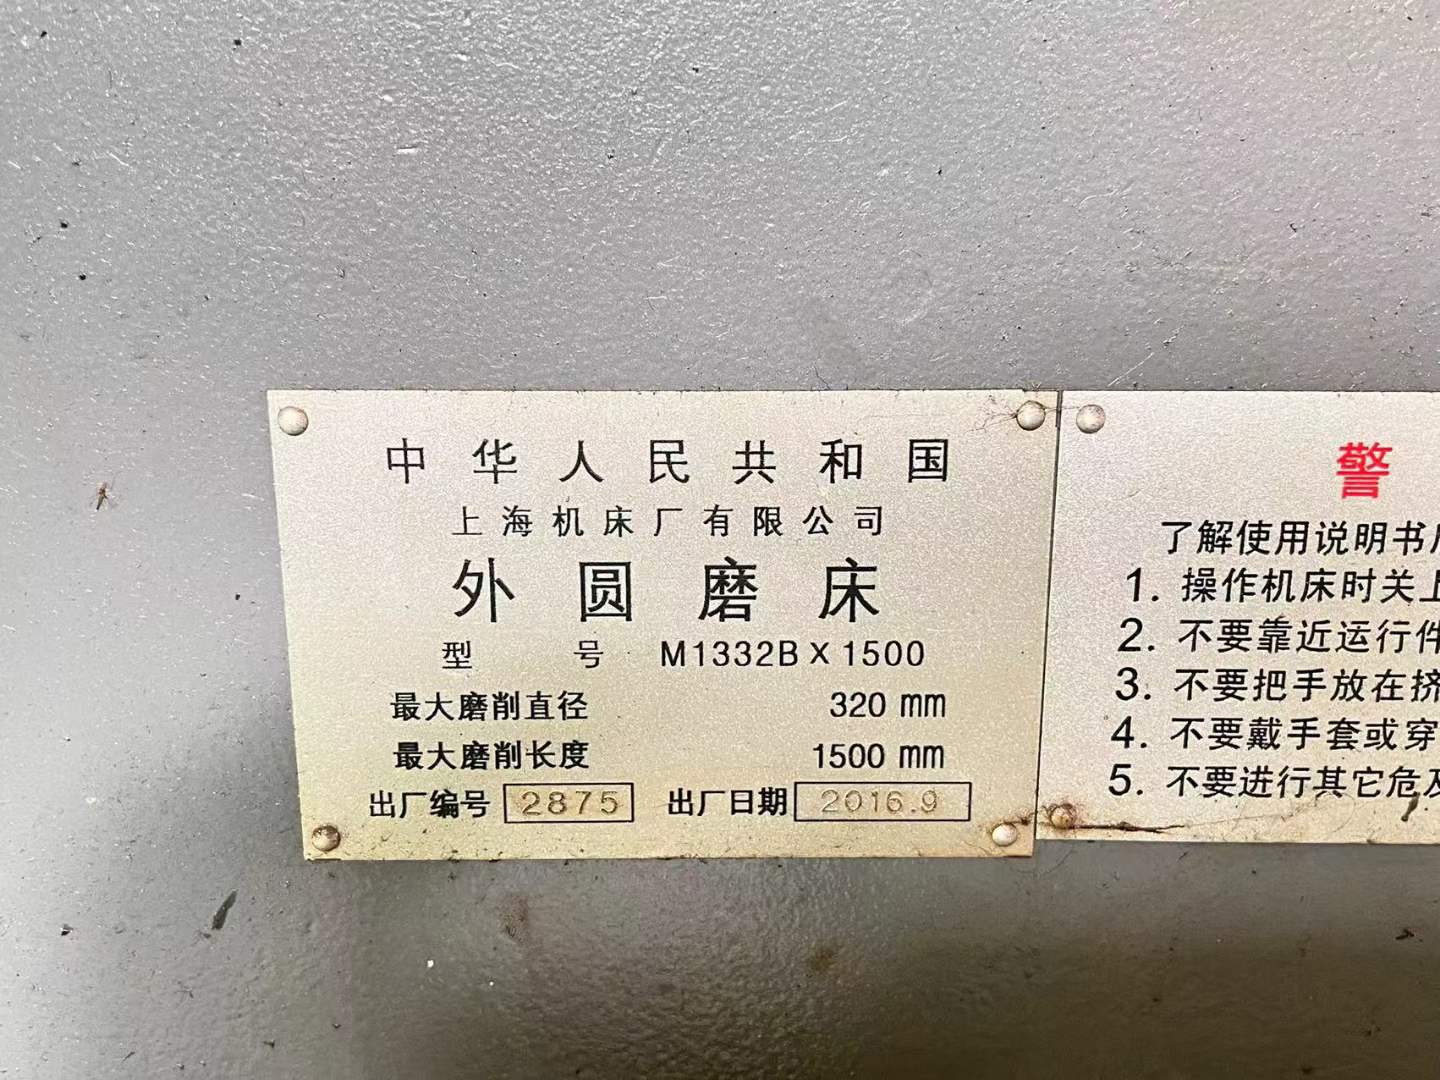 中华人民共和国
上海机床厂有限公司
外圆磨床
型号 M1332B×1500
最大磨削直径 320 mm
最大磨削长度 1500 mm
出厂编号 2875 出厂日期 2016.9
警
了解使用说明书
1. 操作机床时关上
2. 不要靠近运行件
3. 不要把手放在挤
4. 不要戴手套或穿
5. 不要进行其它危及